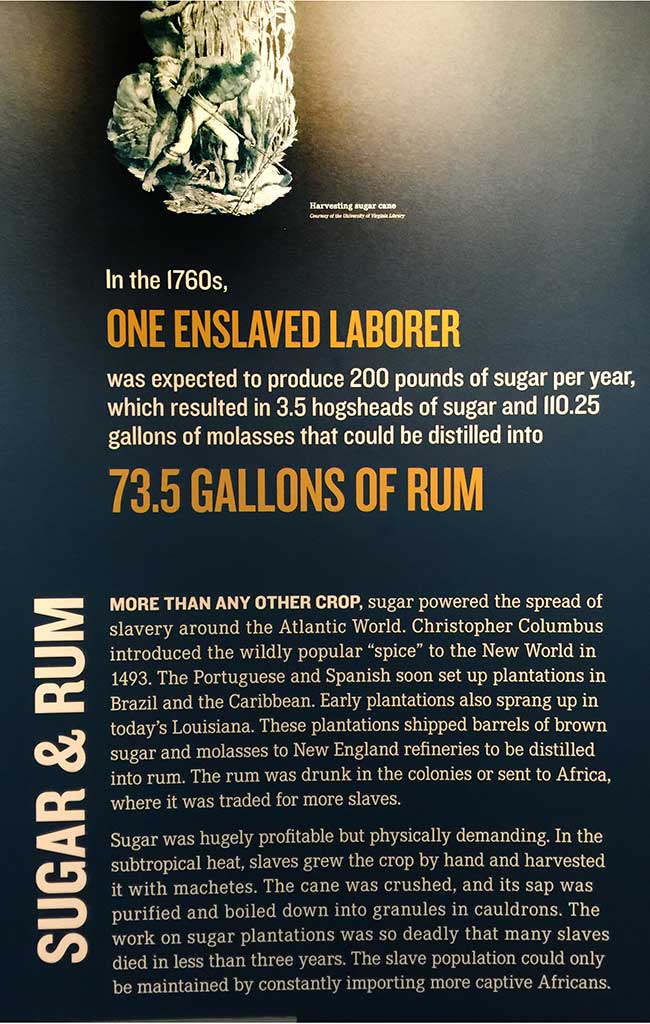 Harvesting sugar cane
Courtesy of the University of Virginia Library
In the 1760s,
ONE ENSLAVED LABORER
was expected to produce 200 pounds of sugar per year,
which resulted in 3.5 hogsheads of sugar and 110.25
gallons of molasses that could be distilled into
73.5 GALLONS OF RUM
SUGAR & RUM
MORE THAN ANY OTHER CROP, sugar powered the spread of
slavery around the Atlantic World. Christopher Columbus
introduced the wildly popular “spice” to the New World in
1493. The Portuguese and Spanish soon set up plantations in
Brazil and the Caribbean. Early plantations also sprang up in
today’s Louisiana. These plantations shipped barrels of brown
sugar and molasses to New England refineries to be distilled
into rum. The rum was drunk in the colonies or sent to Africa,
where it was traded for more slaves.
Sugar was hugely profitable but physically demanding. In the
subtropical heat, slaves grew the crop by hand and harvested
it with machetes. The cane was crushed, and its sap was
purified and boiled down into granules in cauldrons. The
work on sugar plantations was so deadly that many slaves
died in less than three years. The slave population could only
be maintained by constantly importing more captive Africans.